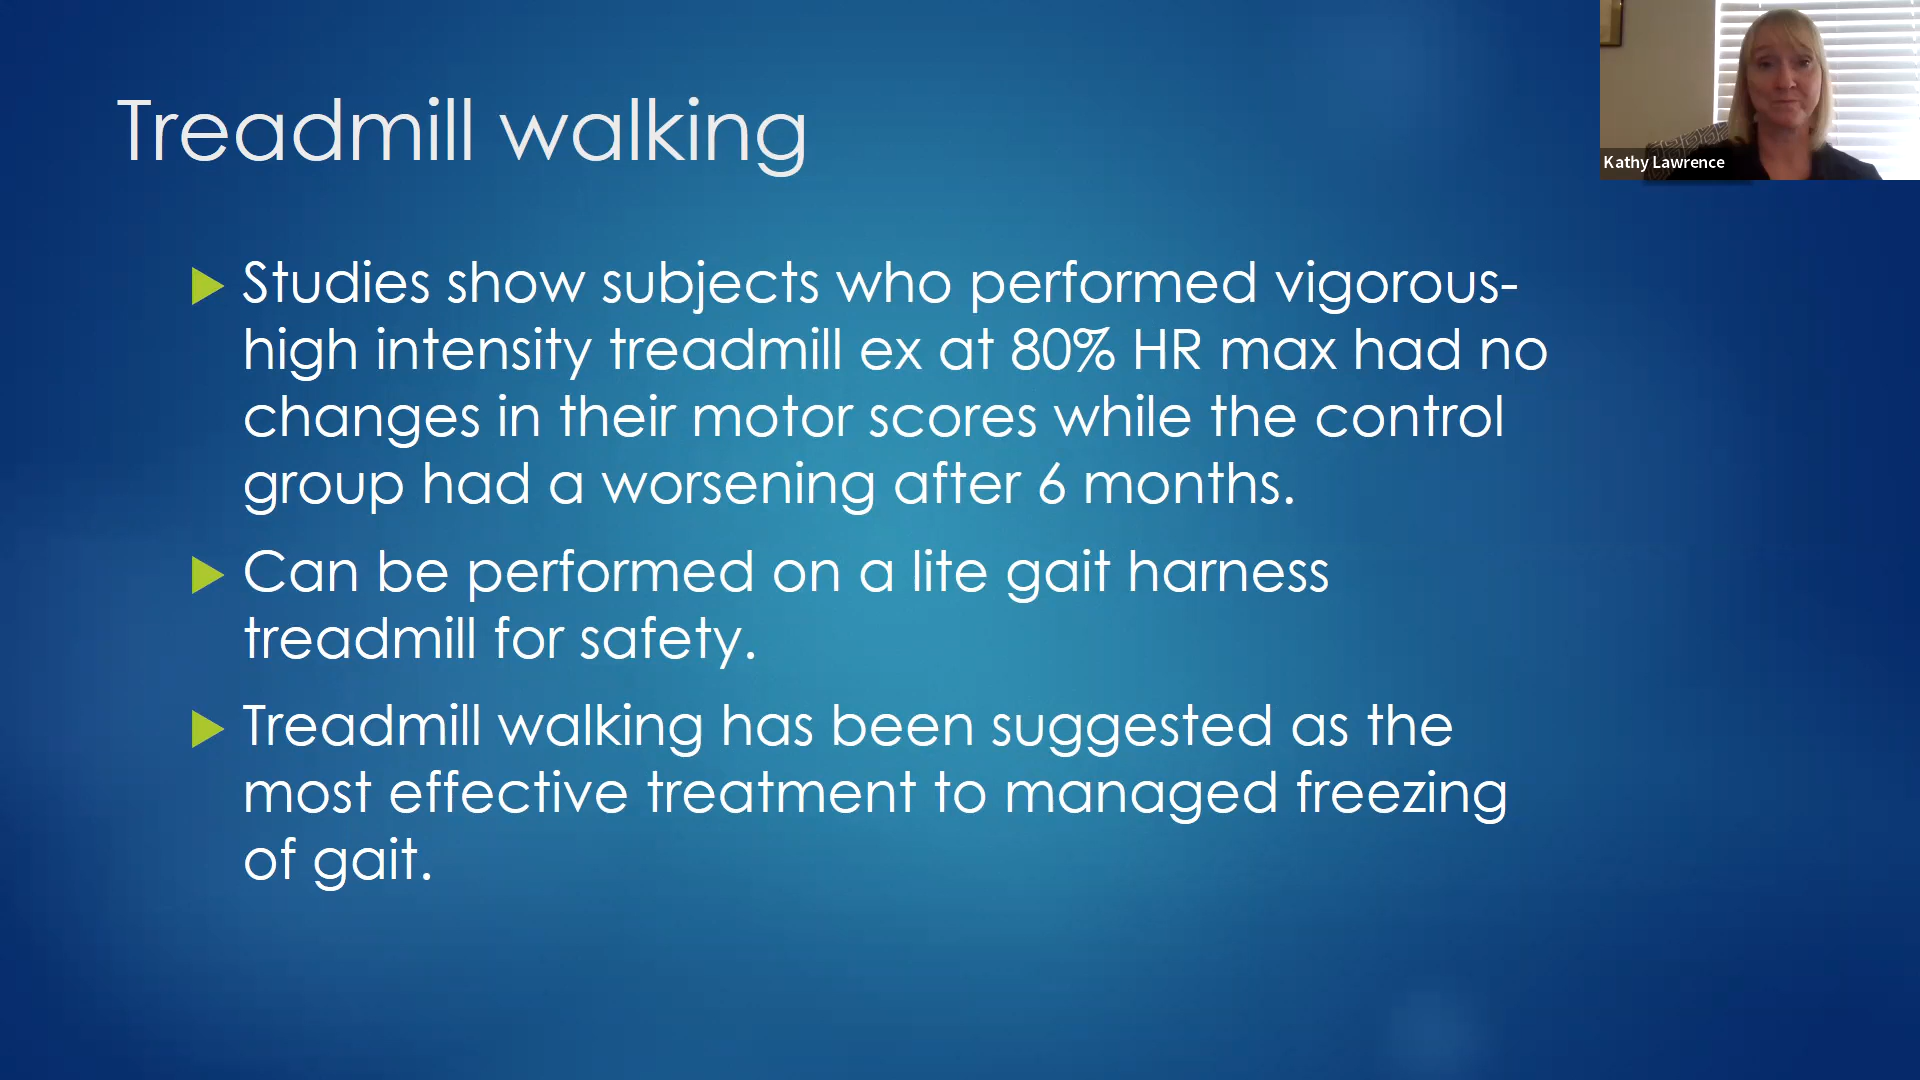 Treadmill walking
Kathy Lawrence
Studies show subjects who performed vigorous-
high intensity treadmill ex at 80% HR max had no
changes in their motor scores while the control
group had a worsening after 6 months.
Can be performed on a lite gait harness
treadmill for safety.
Treadmill walking has been suggested as the
most effective treatment to managed freezing
of gait.